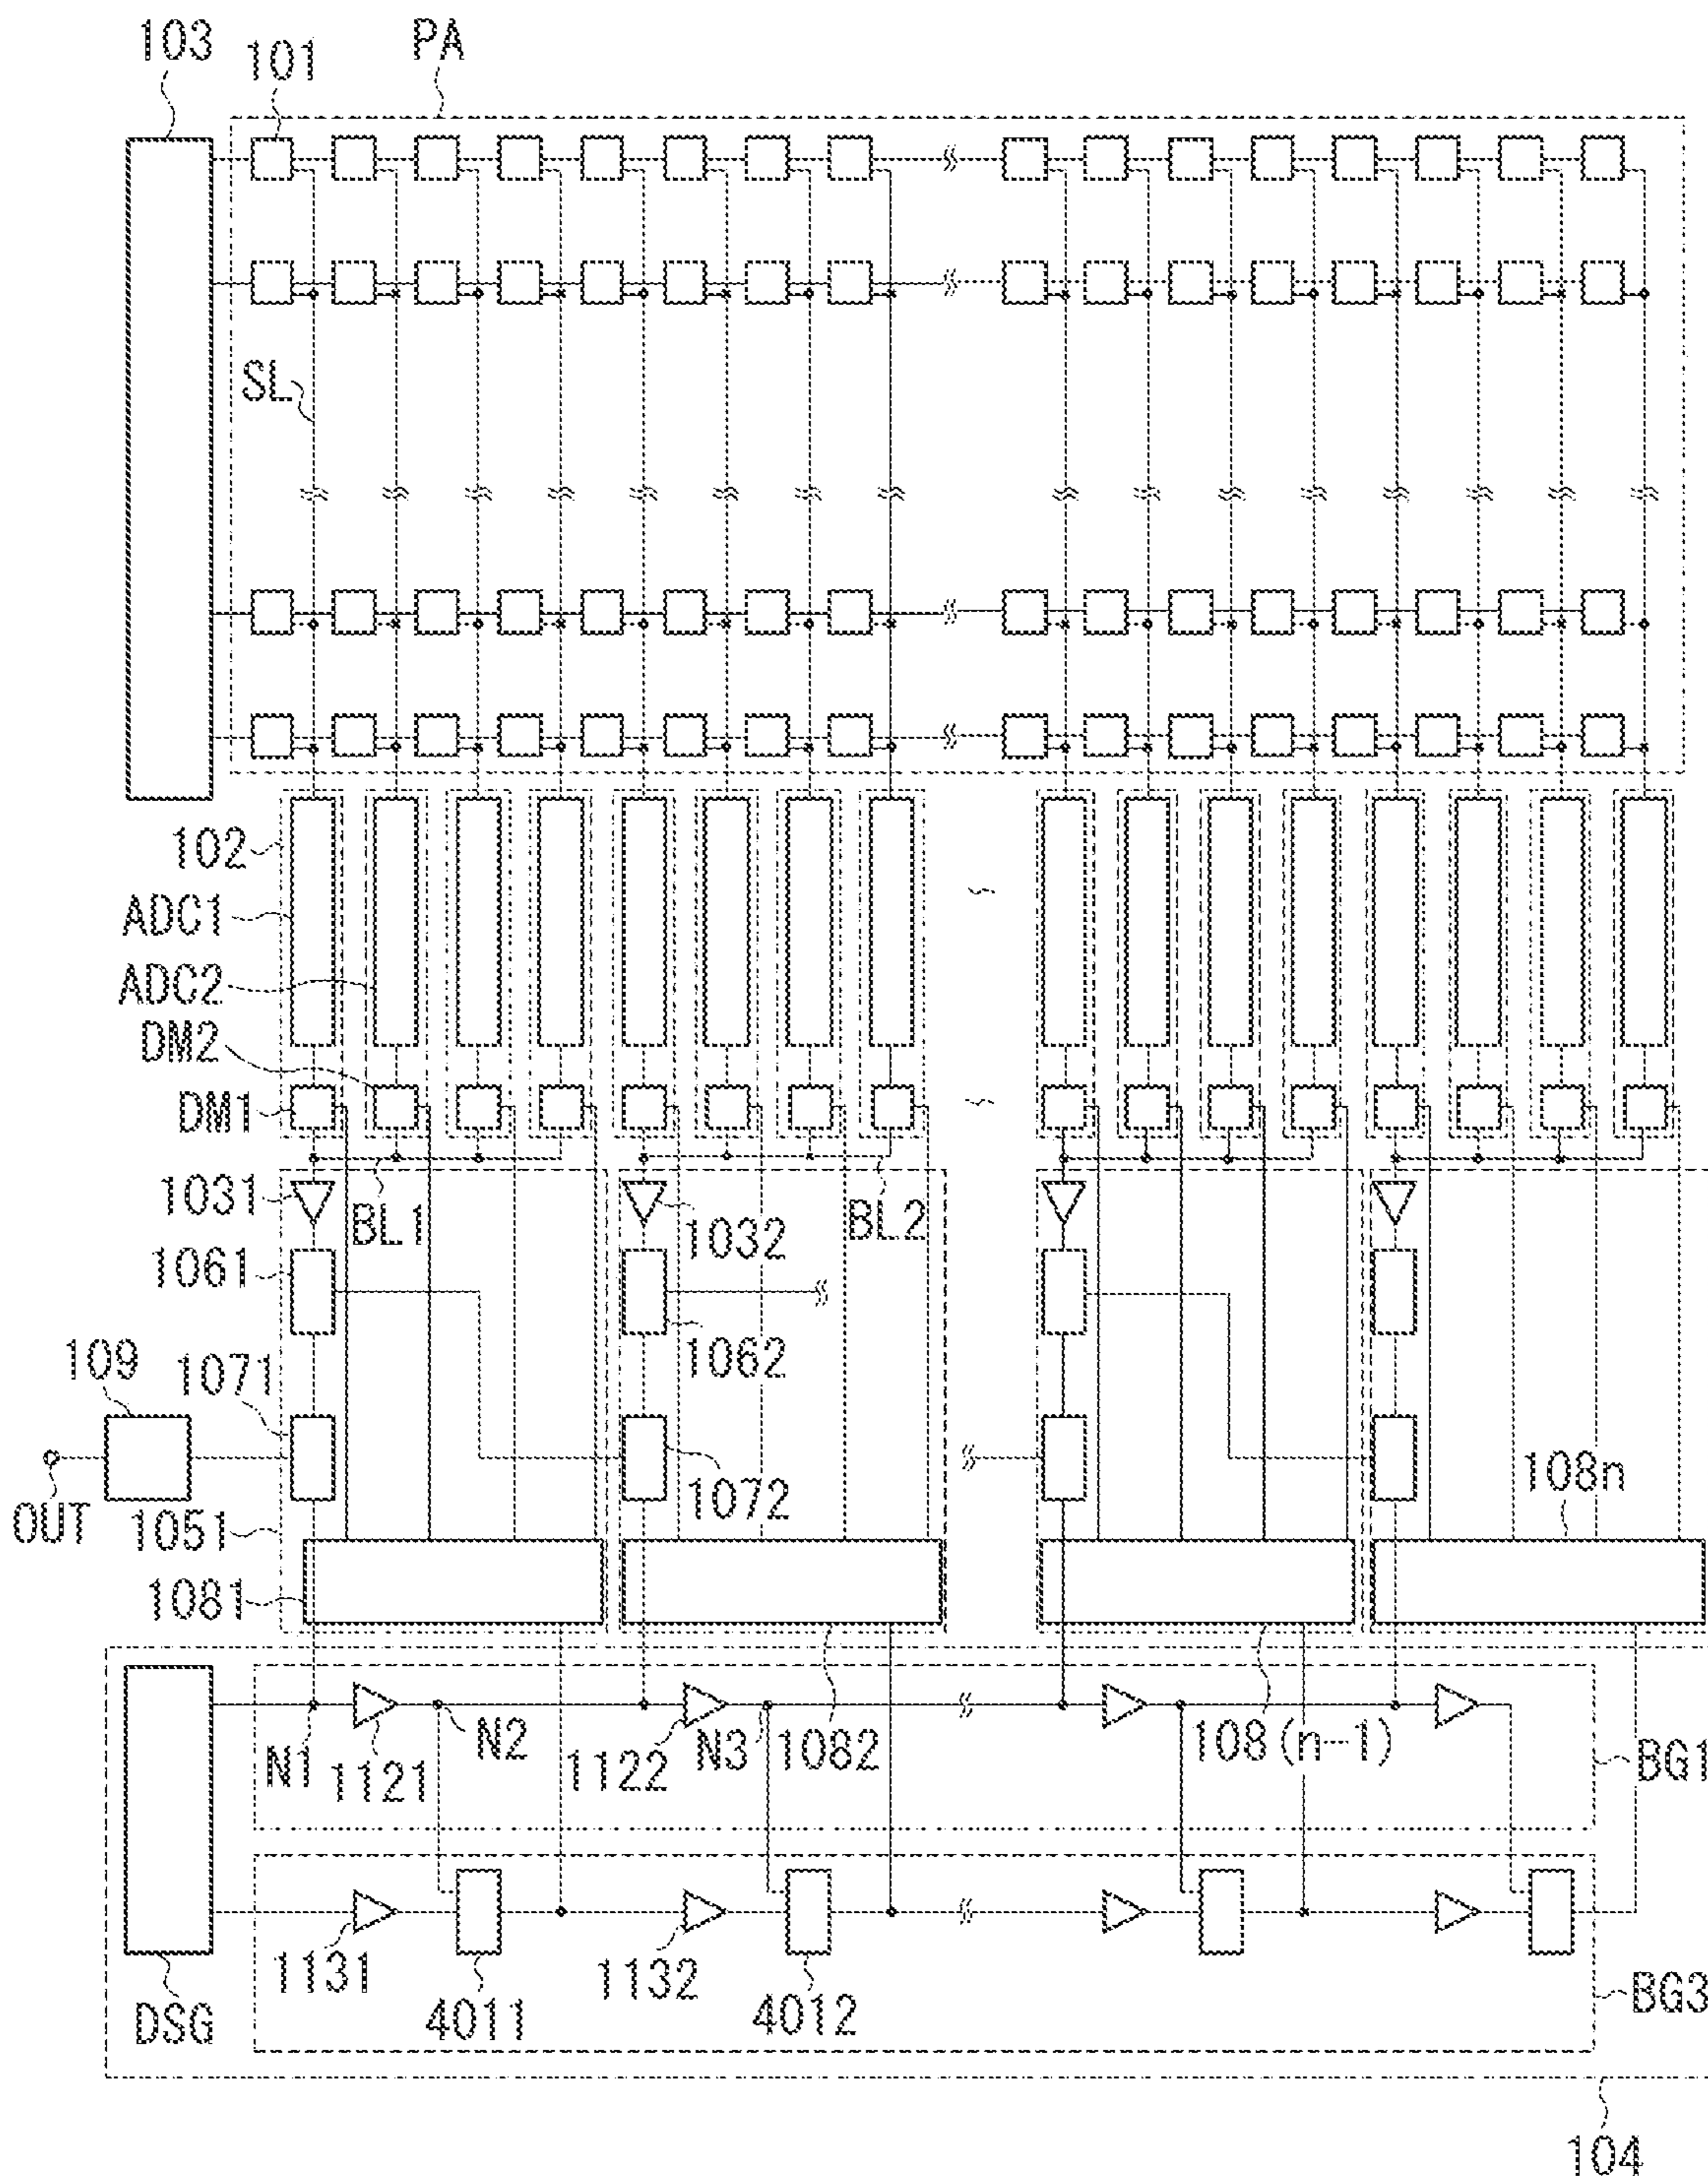 103
101
PA
SL
102
ADC1
ADC2
DM2
DM1
1031
BL1
1032
BL2
1061
1062
109
1071
1072
108n
OUT
1051
1081
N1
1121
N2
1122
N3
1082
108(n-1)
BG1
1131
4011
1132
4012
BG3
DSG
104